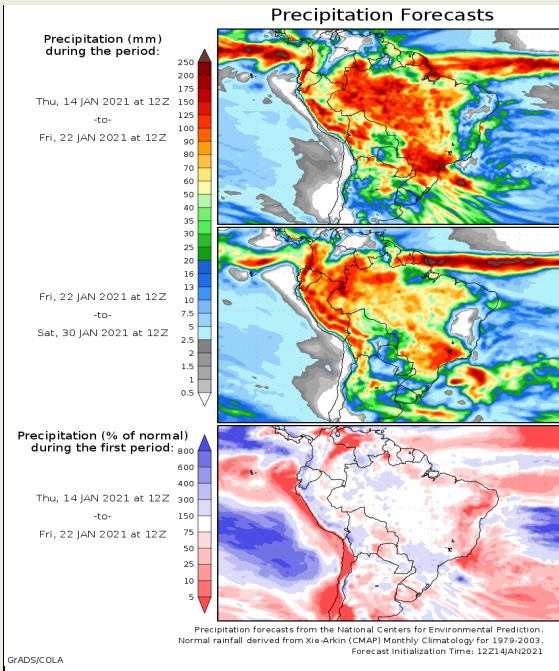 Precipitation Forecasts
Precipitation (mm)
during the period:
Thu, 14 JAN 2021 at 12Z
-to-
Fri, 22 JAN 2021 at 12Z
250
200
175
150
125
100
90
80
70
60
50
40
35
30
25
20
16
13
10
7.5
5
2.5
2
1.5
1
0.5
Fri, 22 JAN 2021 at 12Z
-to-
Sat, 30 JAN 2021 at 12Z
Precipitation (% of normal)
during the first period:
Thu, 14 JAN 2021 at 12Z
-to-
Fri, 22 JAN 2021 at 12Z
800
600
400
300
150
75
50
25
10
5
Precipitation forecasts from the National Centers for Environmental Prediction.
Normal rainfall derived from Xie-Arkin (CMAP) Monthly Climatology for 1979-2003.
Forecast Initialization Time: 12Z14JAN2021
GrADS/COLA